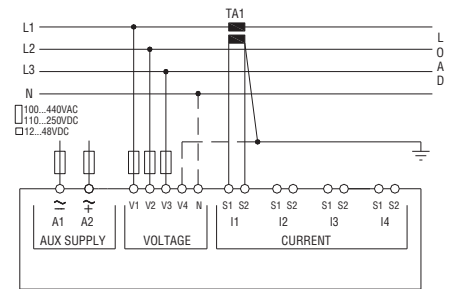 TA1
L1
L2
L3
N
L
O
A
D
100...440VAC
110...250VDC
12...48VDC
V1 V2 V3 V4 N S1 S2 S1 S2 S1 S2 S1 S2
A1 A2 I1 I2 I3 I4
AUX SUPPLY VOLTAGE CURRENT